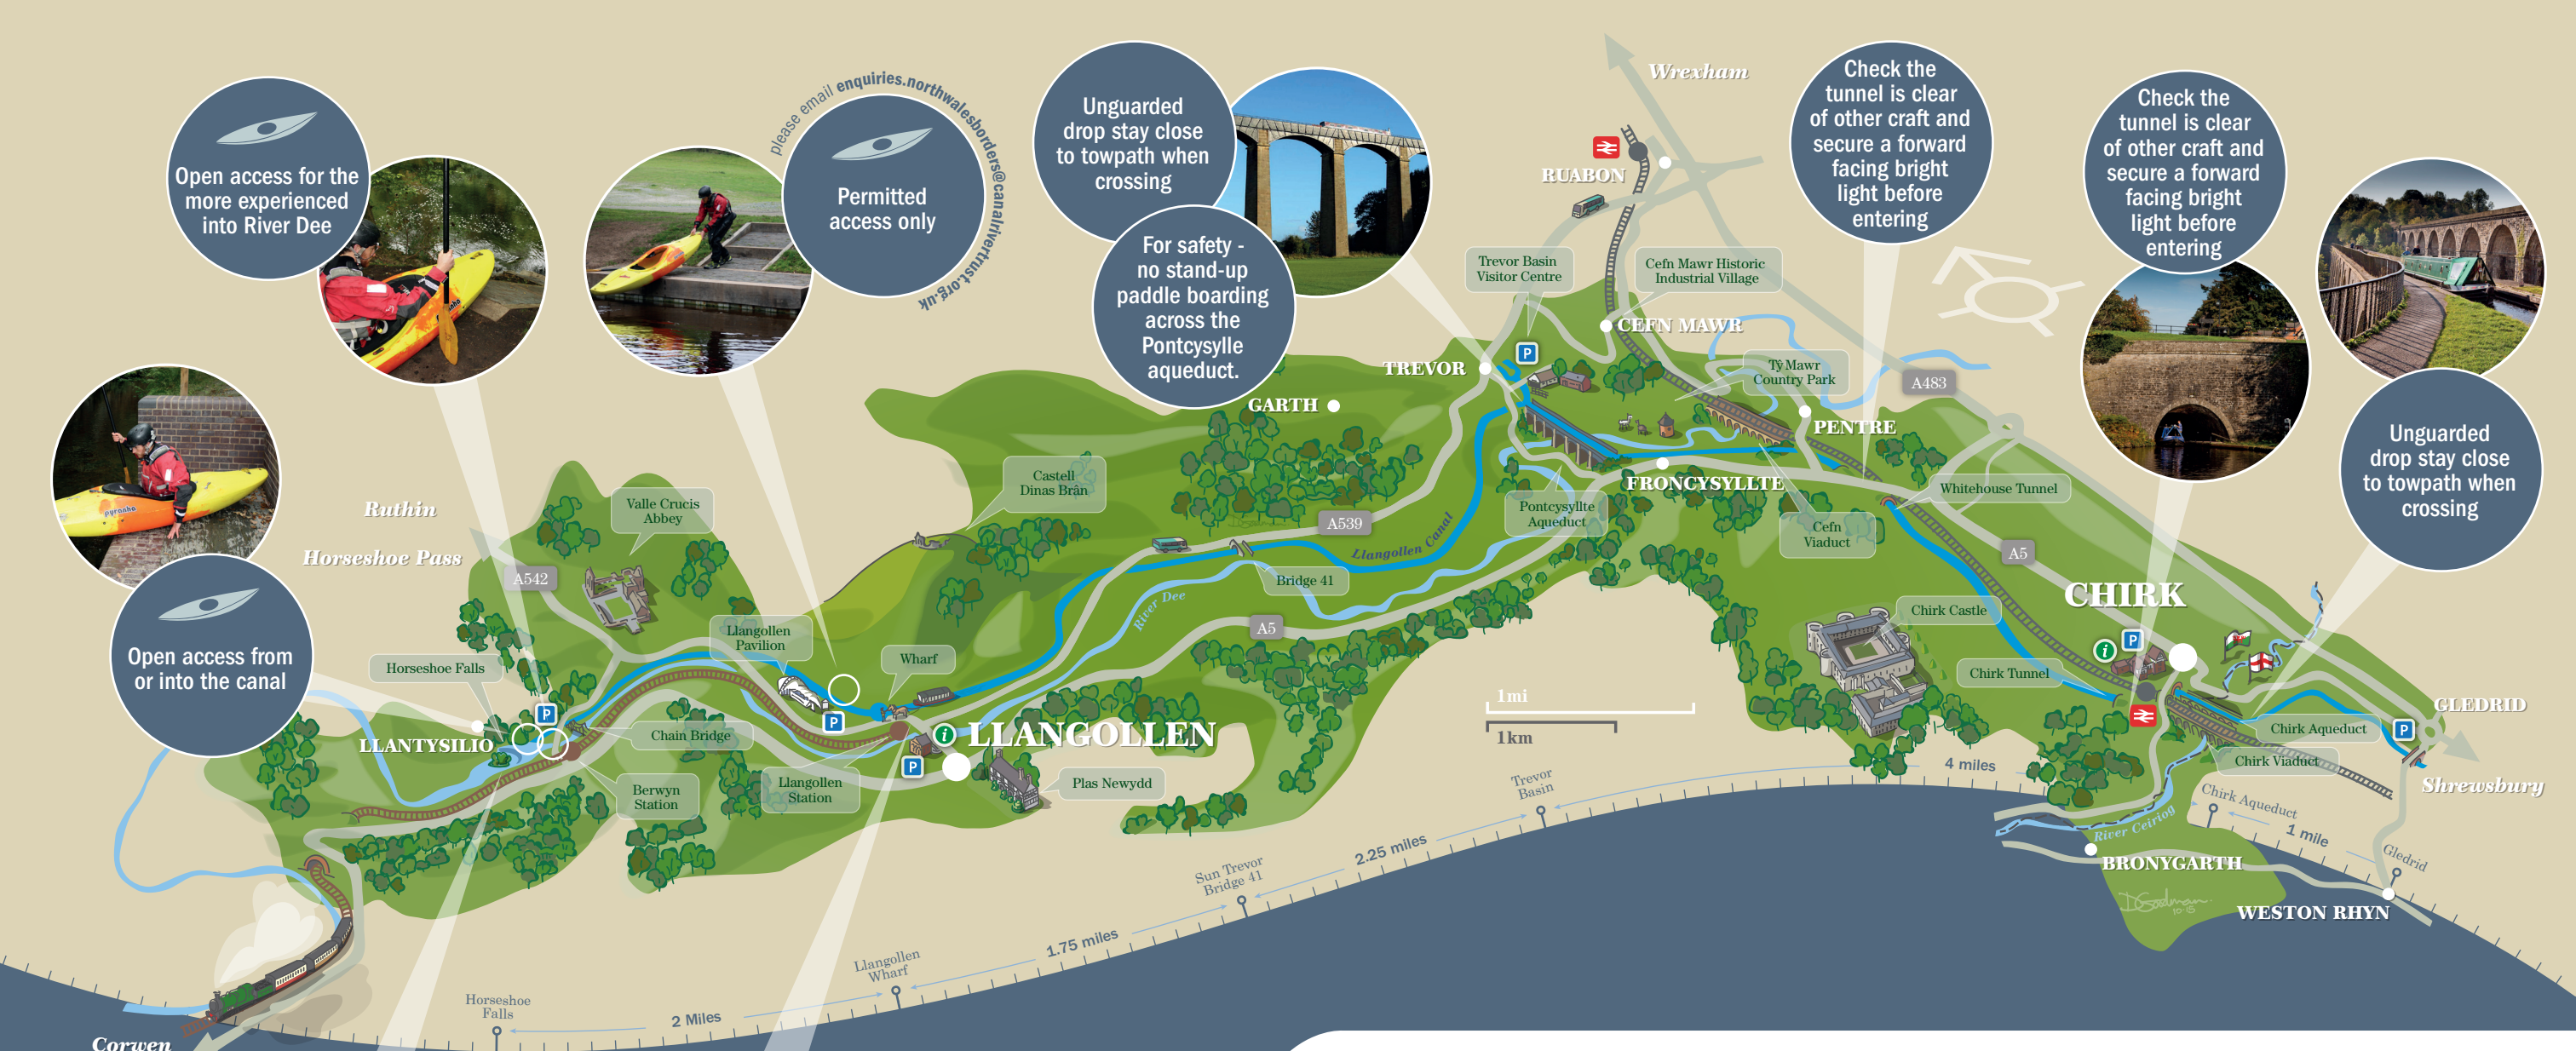 Open access for the
more experienced
into River Dee
please email enquiries.northwalesborders@canalrivertrust.org.uk
Permitted
access only
Unguarded
drop stay close
to towpath when
crossing
For safety -
no stand-up
paddle boarding
across the
Pontcysylle
aqueduct.
Check the
tunnel is clear
of other craft and
secure a forward
facing bright
light before
entering
Check the
tunnel is clear
of other craft and
secure a forward
facing bright
light before
entering
Unguarded
drop stay close
to towpath when
crossing
Open access from
or into the canal
pyranha
Wrexham
RUABON
Trevor Basin
Visitor Centre
Cefn Mawr Historic
Industrial Village
CEFN MAWR
TREVOR
P
GARTH
Tŷ Mawr
Country Park
A483
PENTRE
FRONCYSYLLTE
Whitehouse Tunnel
Pontcysyllte
Aqueduct
Cefn
Viaduct
A5
Castell
Dinas Brân
A539
Llangollen Canal
Bridge 41
River Dee
A5
Ruthin
Horseshoe Pass
A542
Valle Crucis
Abbey
Llangollen
Pavilion
Wharf
Horseshoe Falls
P
LLANTYSILIO
Chain Bridge
Berwyn
Station
P
Llangollen
Station
i
P
LLANGOLLEN
Plas Newydd
1mi
1km
CHIRK
Chirk Castle
i
P
Chirk Tunnel
GLEDRID
P
Chirk Aqueduct
Chirk Viaduct
Shrewsbury
River Ceiriog
BRONYGARTH
WESTON RHYN
Corwen
Horseshoe
Falls
2 Miles
Llangollen
Wharf
1.75 miles
Sun Trevor
Bridge 41
2.25 miles
Trevor
Basin
4 miles
Chirk Aqueduct
1 mile
Gledrid